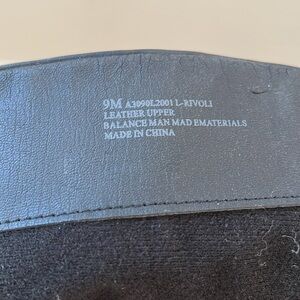 9M A3090L2001 L-RIVOLI
LEATHER UPPER
BALANCE MAN MAD EMATERIALS
MADE IN CHINA